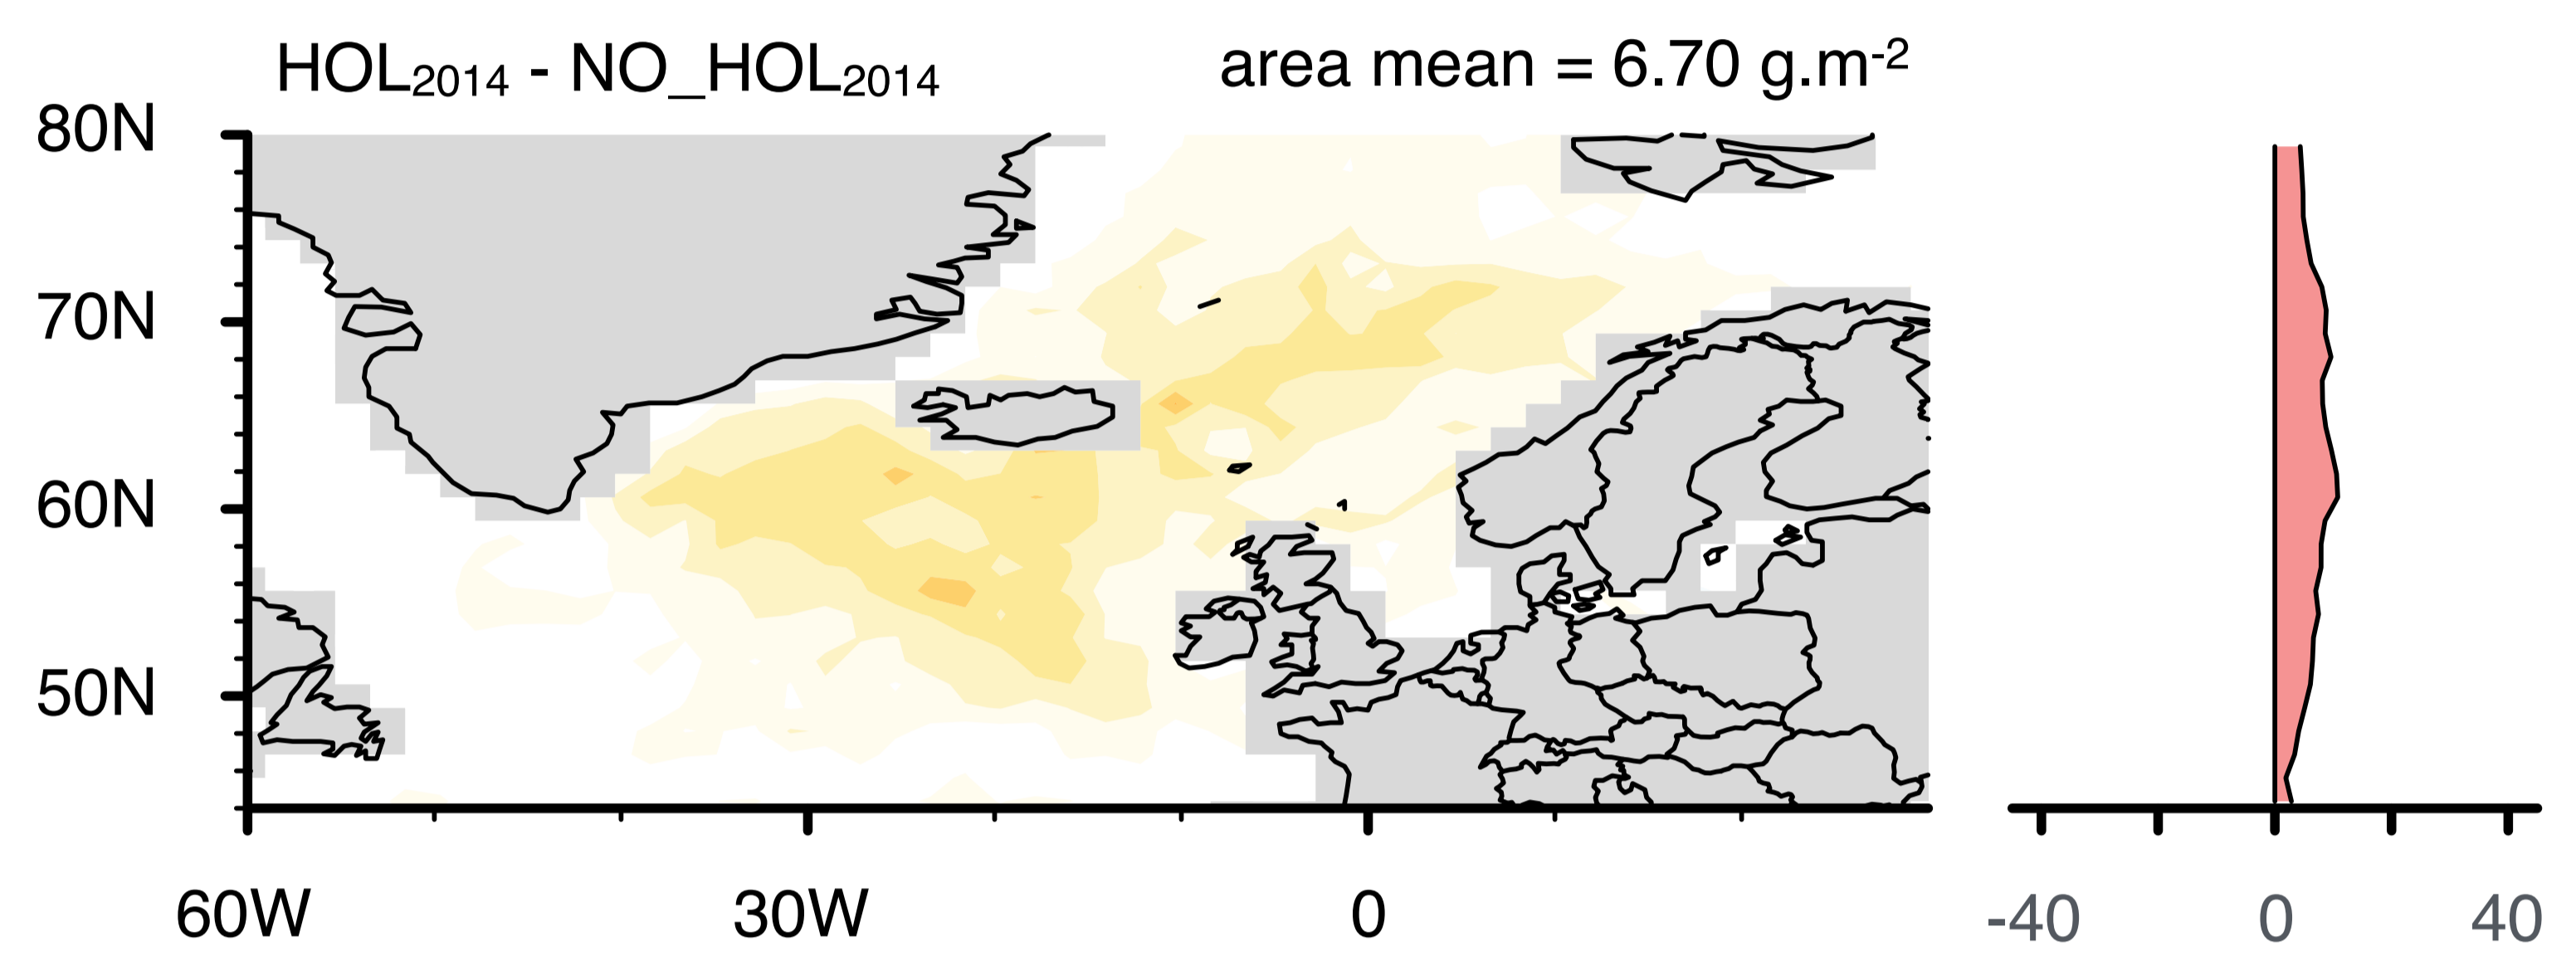 HOL2014 - NO_HOL2014
area mean = 6.70 g.m-2
80N
70N
60N
50N
60W 30W 0
-40 0 40